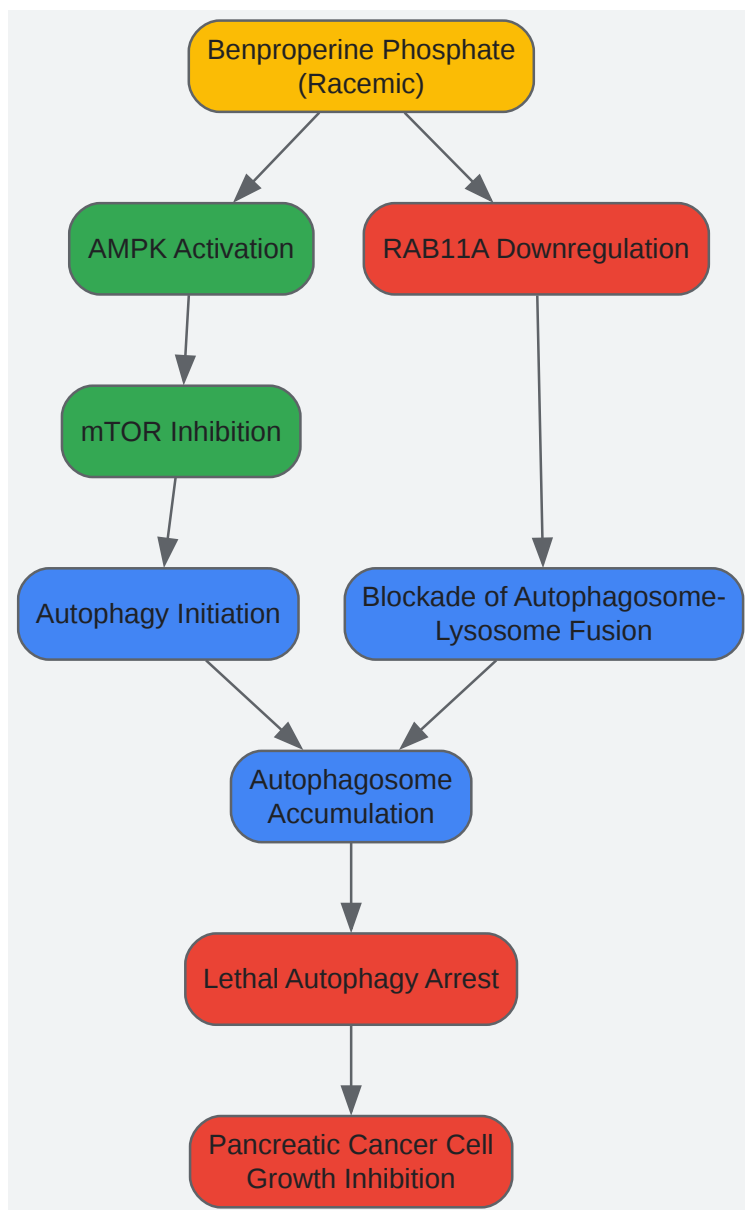 Benproperine Phosphate
(Racemic)
AMPK Activation
RAB11A Downregulation
mTOR Inhibition
Autophagy Initiation
Blockade of Autophagosome-
Lysosome Fusion
Autophagosome
Accumulation
Lethal Autophagy Arrest
Pancreatic Cancer Cell
Growth Inhibition